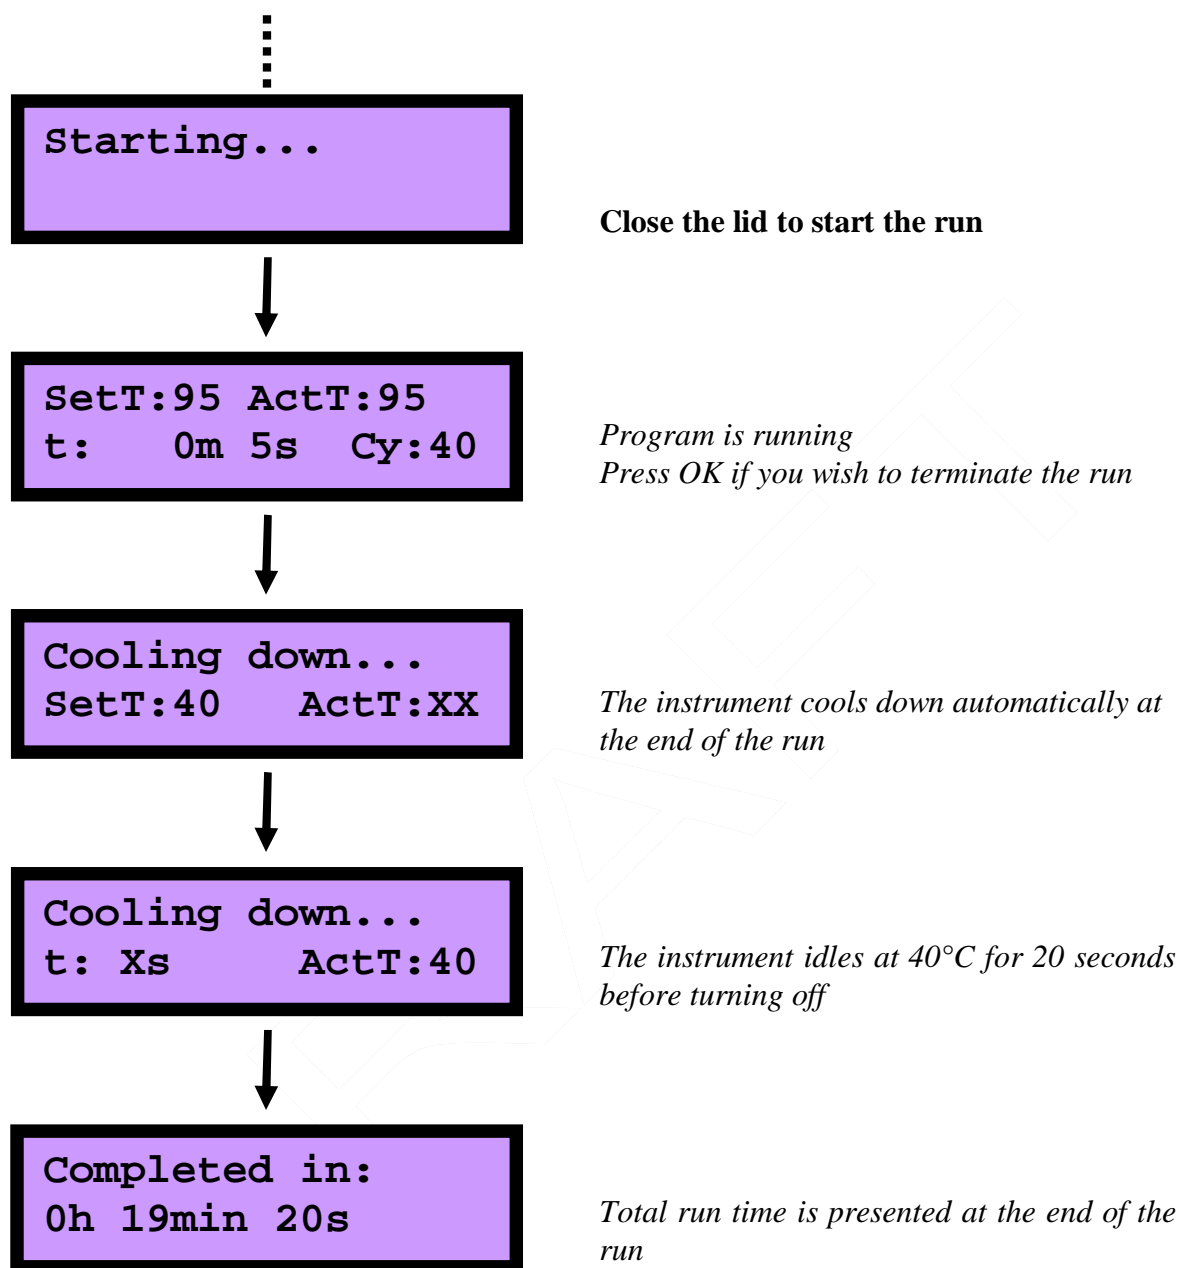 Starting...
Close the lid to start the run
SetT:95 ActT:95
t:   0m 5s  Cy:40
Program is running
Press OK if you wish to terminate the run
Cooling down...
SetT:40   ActT:XX
The instrument cools down automatically at
the end of the run
Cooling down...
t: Xs     ActT:40
The instrument idles at 40°C for 20 seconds
before turning off
Completed in:
0h 19min 20s
Total run time is presented at the end of the
run